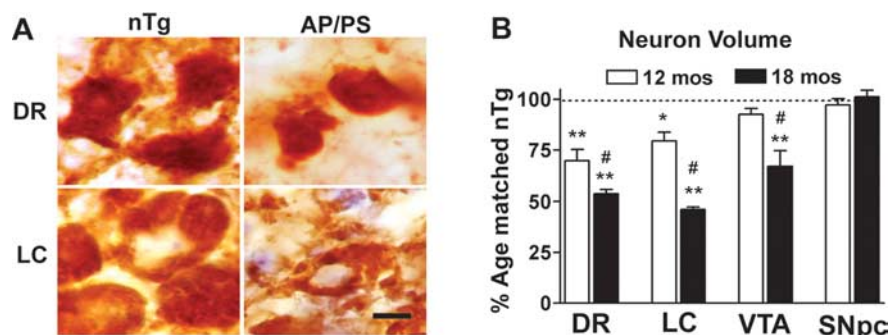 A
nTg
AP/PS
DR
LC
B
Neuron Volume
12 mos
18 mos
% Age matched nTg
100
75
50
25
0
**
#
**
*
#
**
#
**
DR
LC
VTA
SNpc